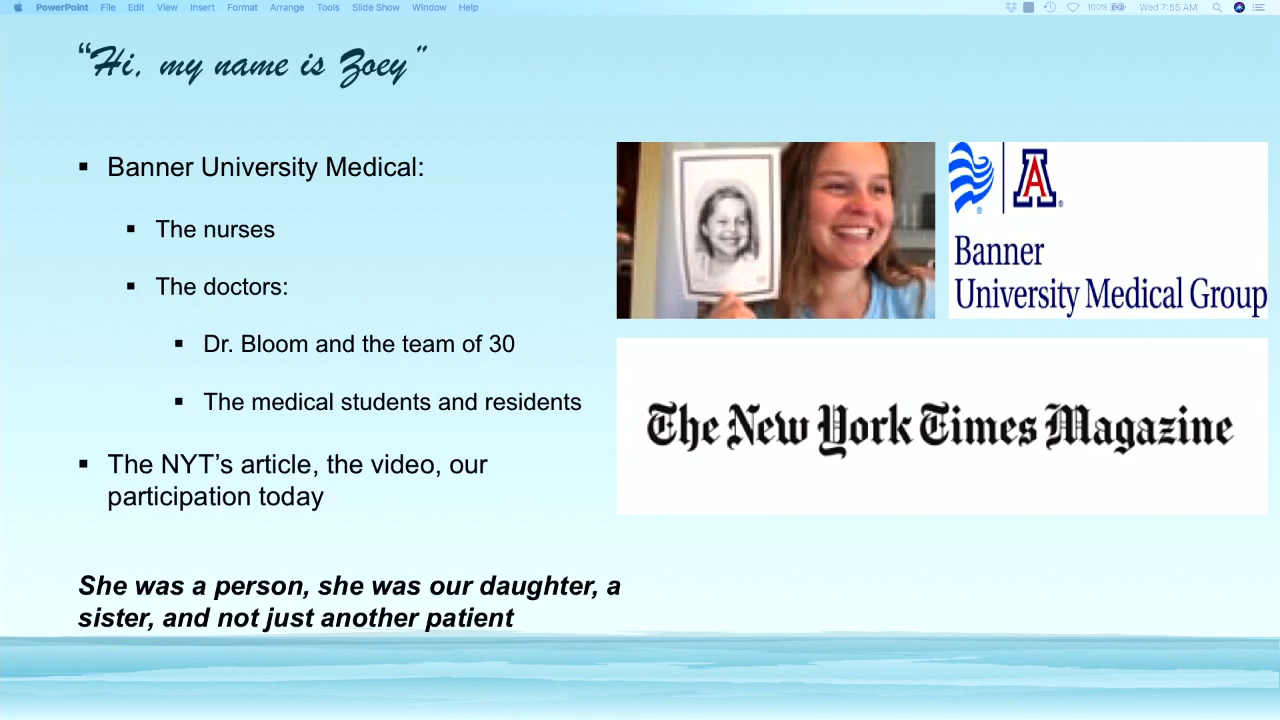 PowerPoint File Edit View Insert Format Arrange Tools Slide Show Window Help 100% Wed 7:55 AM
“Hi, my name is Zoey”
Banner University Medical:
The nurses
The doctors:
Dr. Bloom and the team of 30
The medical students and residents
The NYT’s article, the video, our
participation today
She was a person, she was our daughter, a
sister, and not just another patient
A
Banner
University Medical Group
The New York Times Magazine